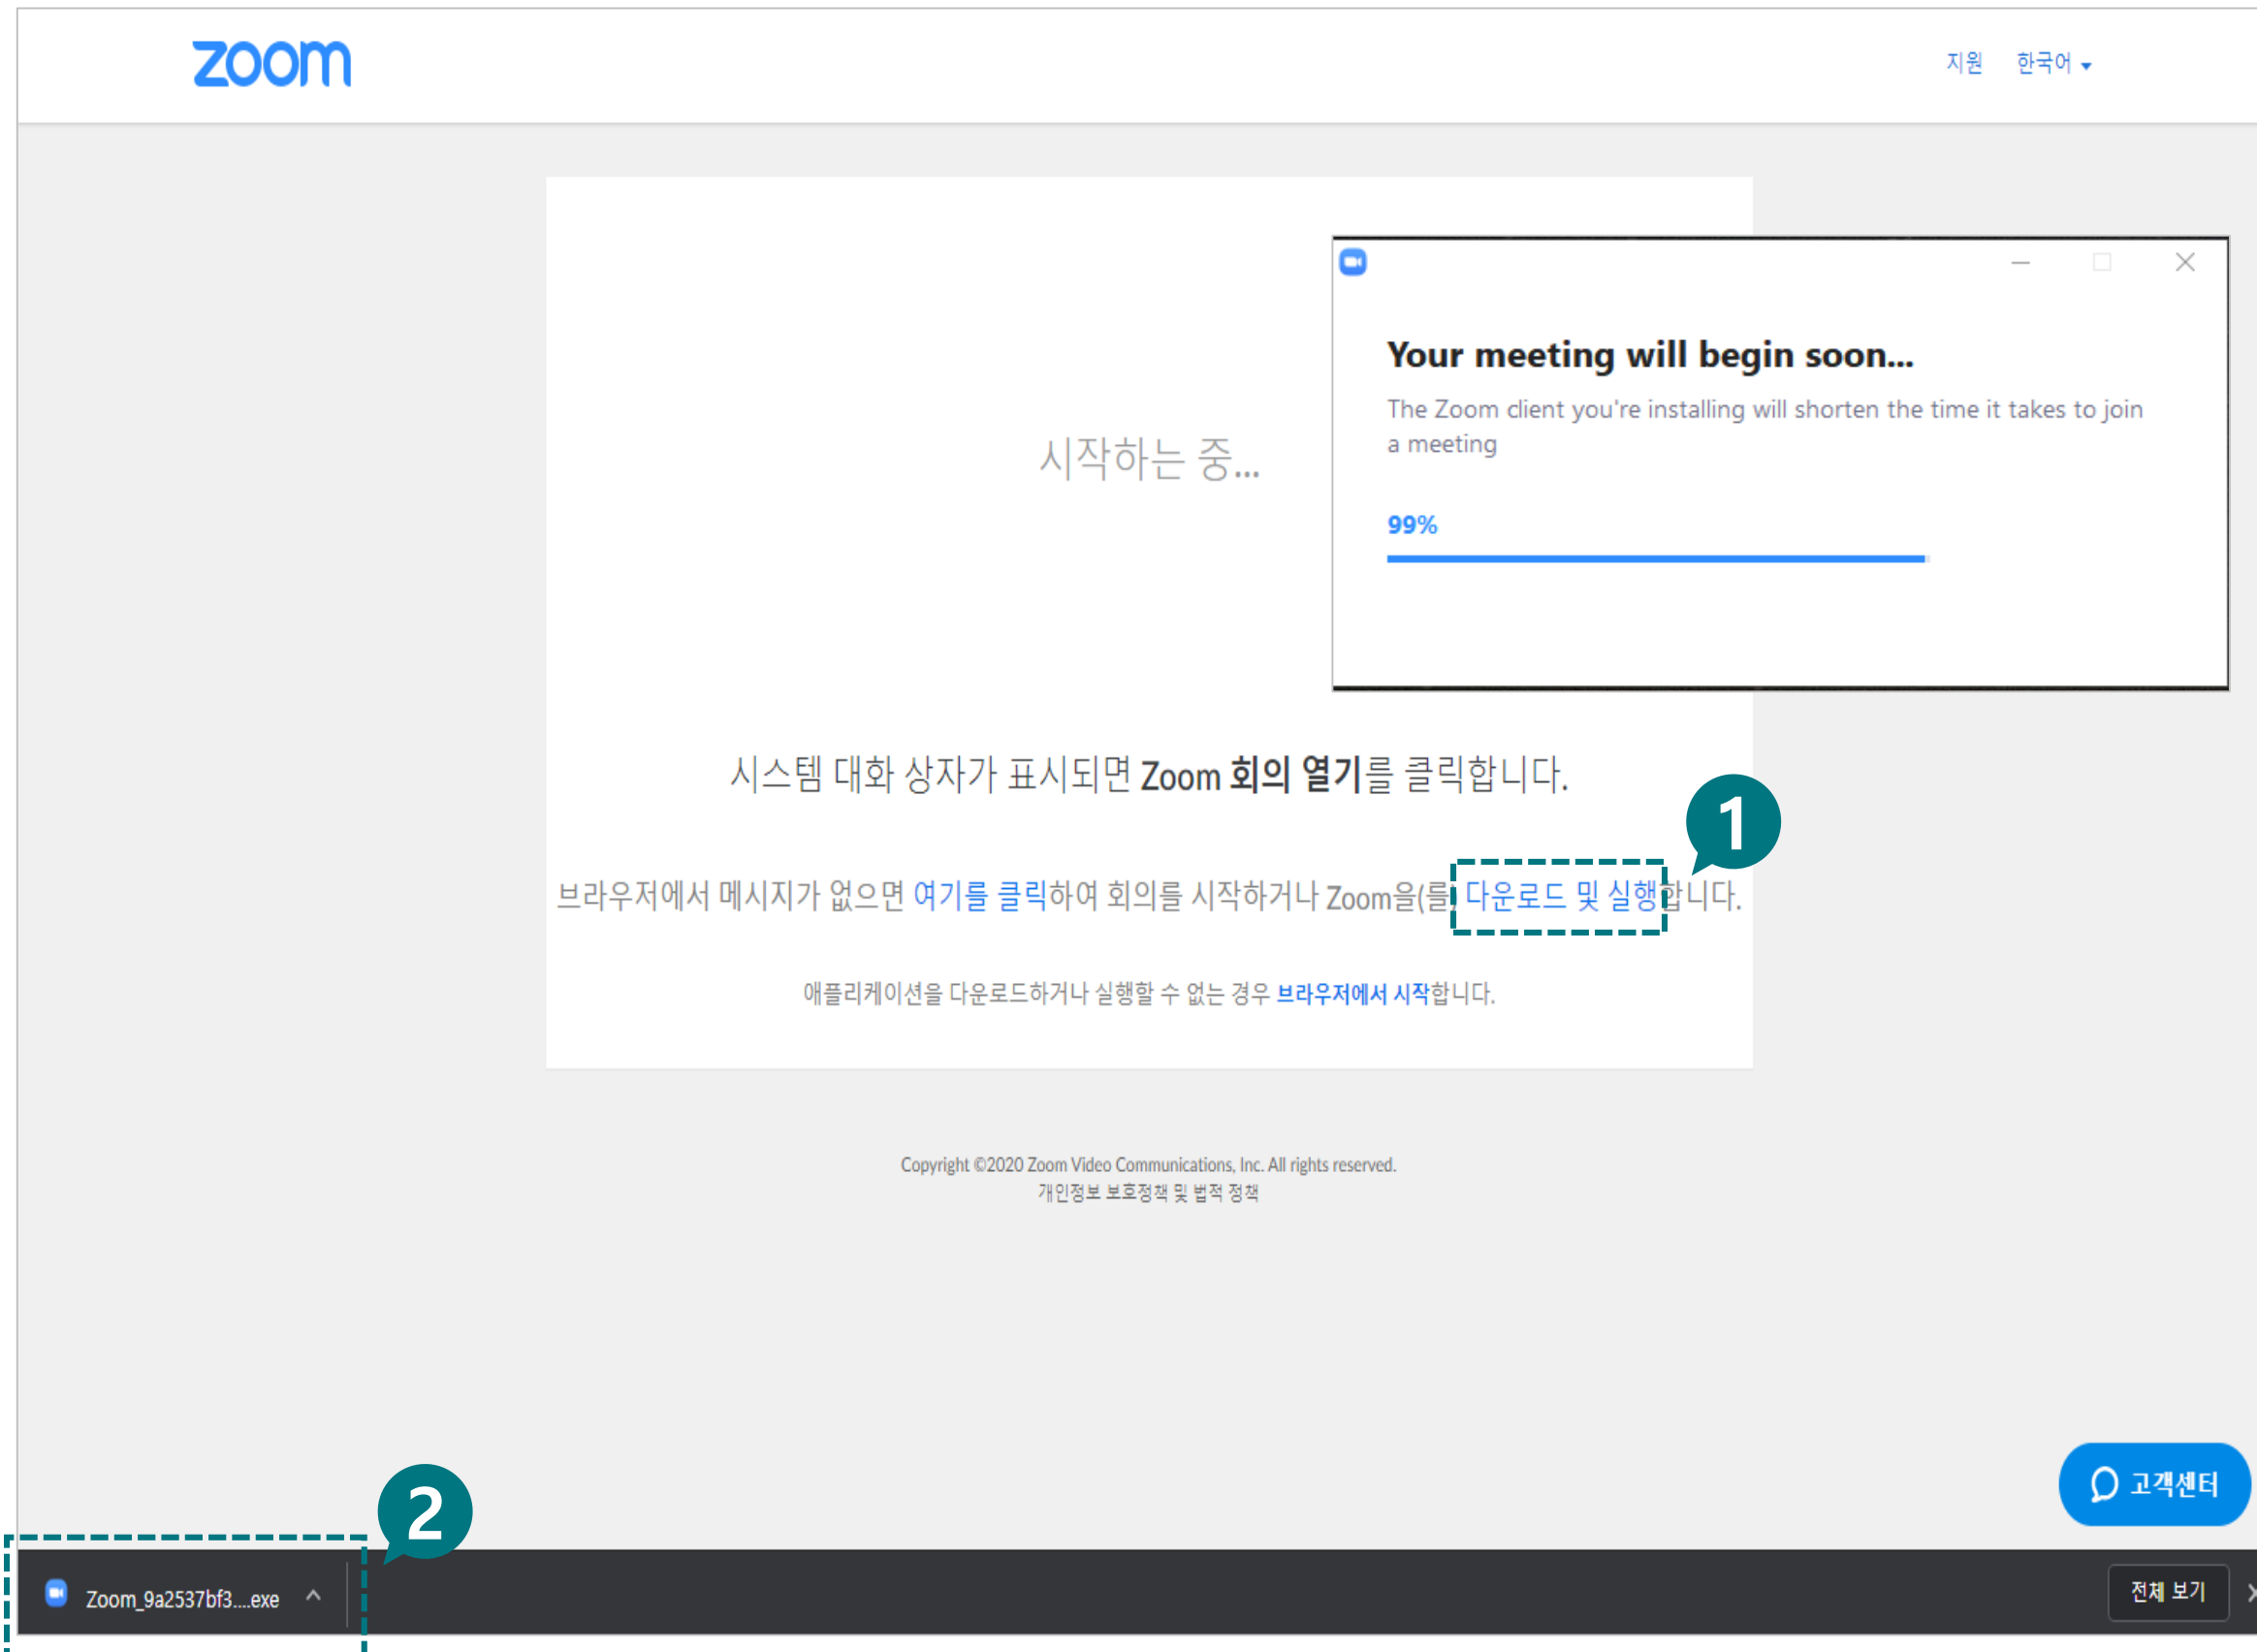 zoom
지원 한국어
Your meeting will begin soon...
The Zoom client you're installing will shorten the time it takes to join
a meeting
99%
시작하는 중...
시스템 대화 상자가 표시되면 Zoom 회의 열기를 클릭합니다.
1
브라우저에서 메시지가 없으면 여기를 클릭하여 회의를 시작하거나 Zoom을(를) 다운로드 및 실행합니다.
애플리케이션을 다운로드하거나 실행할 수 없는 경우 브라우저에서 시작합니다.
Copyright ©2020 Zoom Video Communications, Inc. All rights reserved.
개인정보 보호정책 및 법적 정책
고객센터
2
Zoom_9a2537bf3....exe
전체 보기